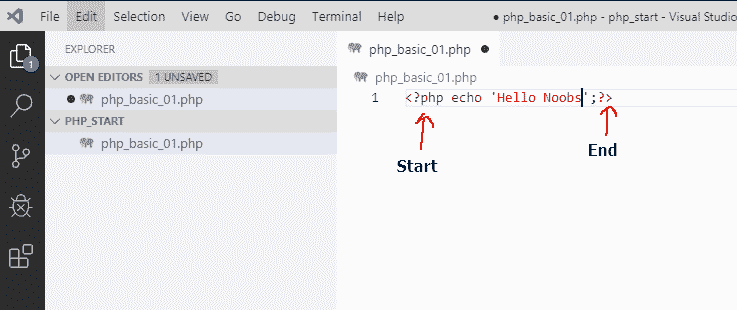 File Edit Selection View Go Debug Terminal Help ● php_basic_01.php - php_start - Visual Studio
EXPLORER
OPEN EDITORS 1 UNSAVED
● php_basic_01.php
PHP_START
php_basic_01.php
php_basic_01.php ●
php_basic_01.php
1 <?php echo 'Hello Noobs';?>
Start
End
1